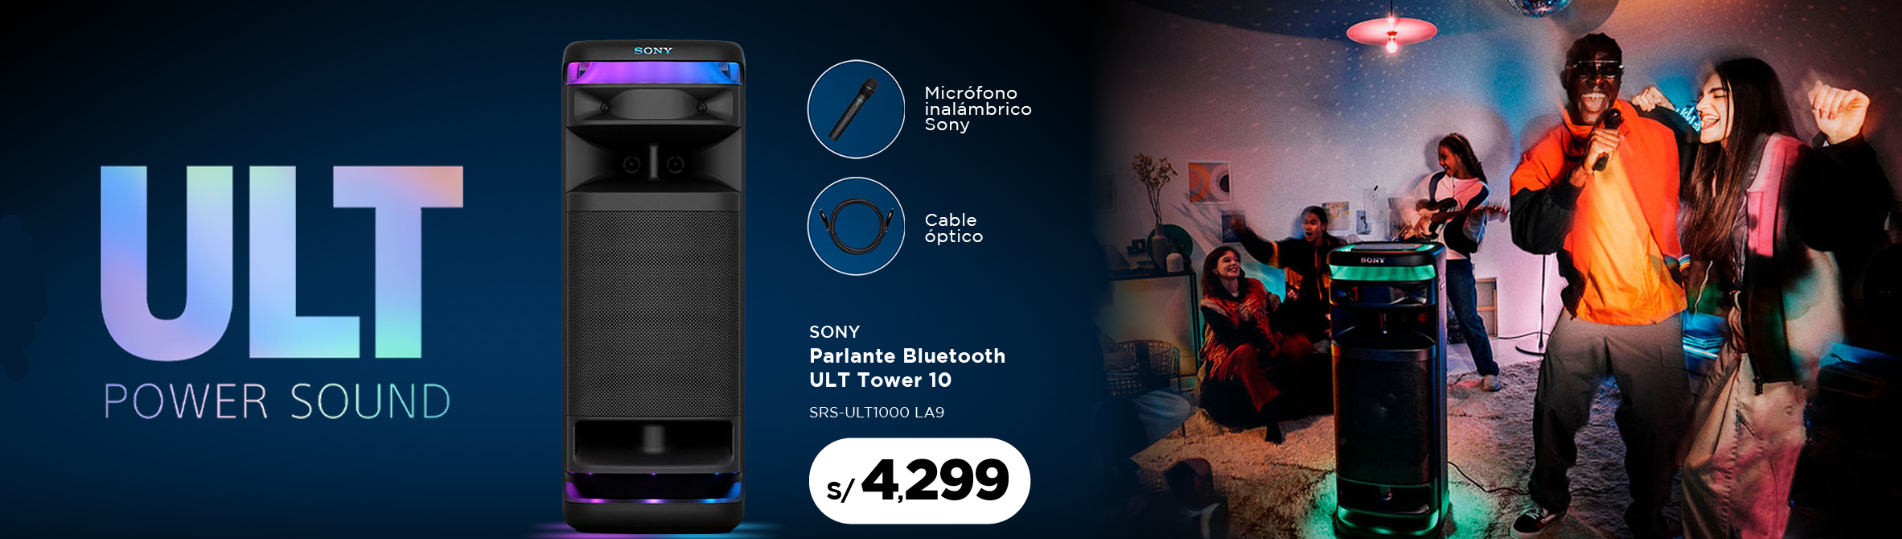 ULT
POWER SOUND
SONY
Micrófono
inalámbrico
Sony
Cable
óptico
SONY
Parlante Bluetooth
ULT Tower 10
SRS-ULT1000 LA9
S/ 4,299
SONY